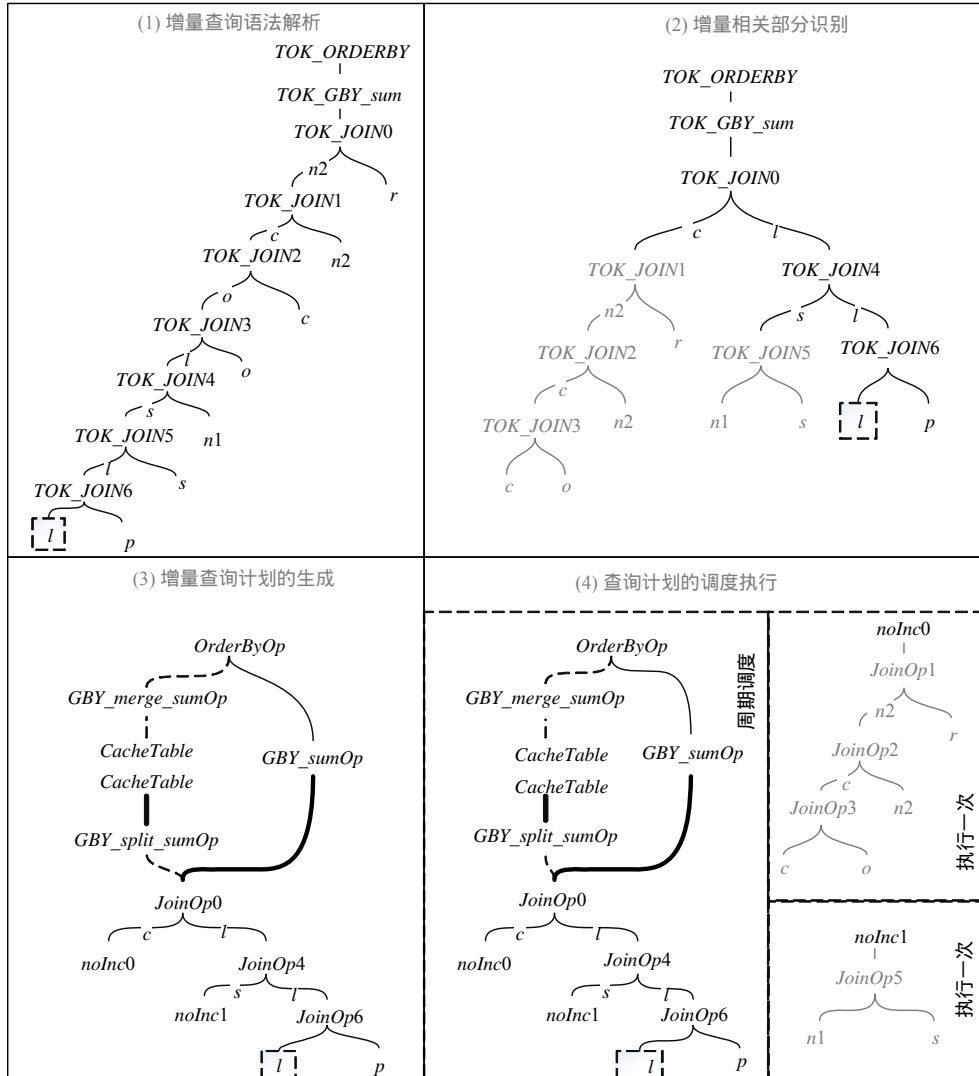 (1) 增量查询语法解析
TOK_ORDERBY
TOK_GBY_sum
TOK_JOIN0
n2
TOK_JOIN1
r
c
TOK_JOIN2
n2
o
TOK_JOIN3
c
l
TOK_JOIN4
o
s
TOK_JOIN5
n1
l
TOK_JOIN6
s
l
p
(2) 增量相关部分识别
TOK_ORDERBY
TOK_GBY_sum
TOK_JOIN0
c l
TOK_JOIN1 TOK_JOIN4
n2 s l
TOK_JOIN2 r TOK_JOIN5 TOK_JOIN6
c
TOK_JOIN3 n2 n1 s l p
c o
(3) 增量查询计划的生成
OrderByOp
GBY_merge_sumOp
CacheTable GBY_sumOp
CacheTable
GBY_split_sumOp
JoinOp0
c l
noInc0 JoinOp4
s l
noInc1 JoinOp6
l p
(4) 查询计划的调度执行
周期调度
OrderByOp
GBY_merge_sumOp
CacheTable GBY_sumOp
CacheTable
GBY_split_sumOp
JoinOp0
c l
noInc0 JoinOp4
s l
noInc1 JoinOp6
l p
noInc0
JoinOp1
n2
JoinOp2 r
c
JoinOp3 n2
c o
执行一次
noInc1
JoinOp5
n1 s
执行一次